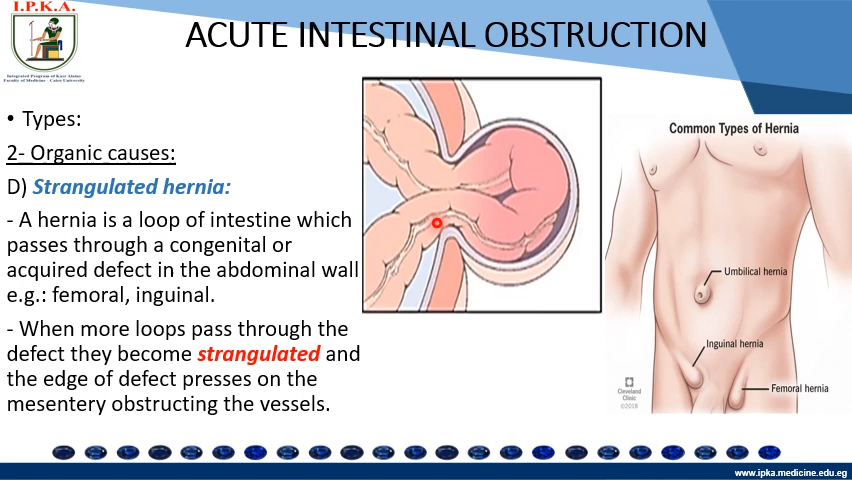 I.P.K.A.
Integrated Program of Kasr Alainy
Faculty of Medicine - Cairo University
ACUTE INTESTINAL OBSTRUCTION
• Types:
2- Organic causes:
D) Strangulated hernia:
- A hernia is a loop of intestine which
passes through a congenital or
acquired defect in the abdominal wall
e.g.: femoral, inguinal.
- When more loops pass through the
defect they become strangulated and
the edge of defect presses on the
mesentery obstructing the vessels.
Common Types of Hernia
Umbilical hernia
Inguinal hernia
Femoral hernia
Cleveland
Clinic
©2018
www.ipka.medicine.edu.eg